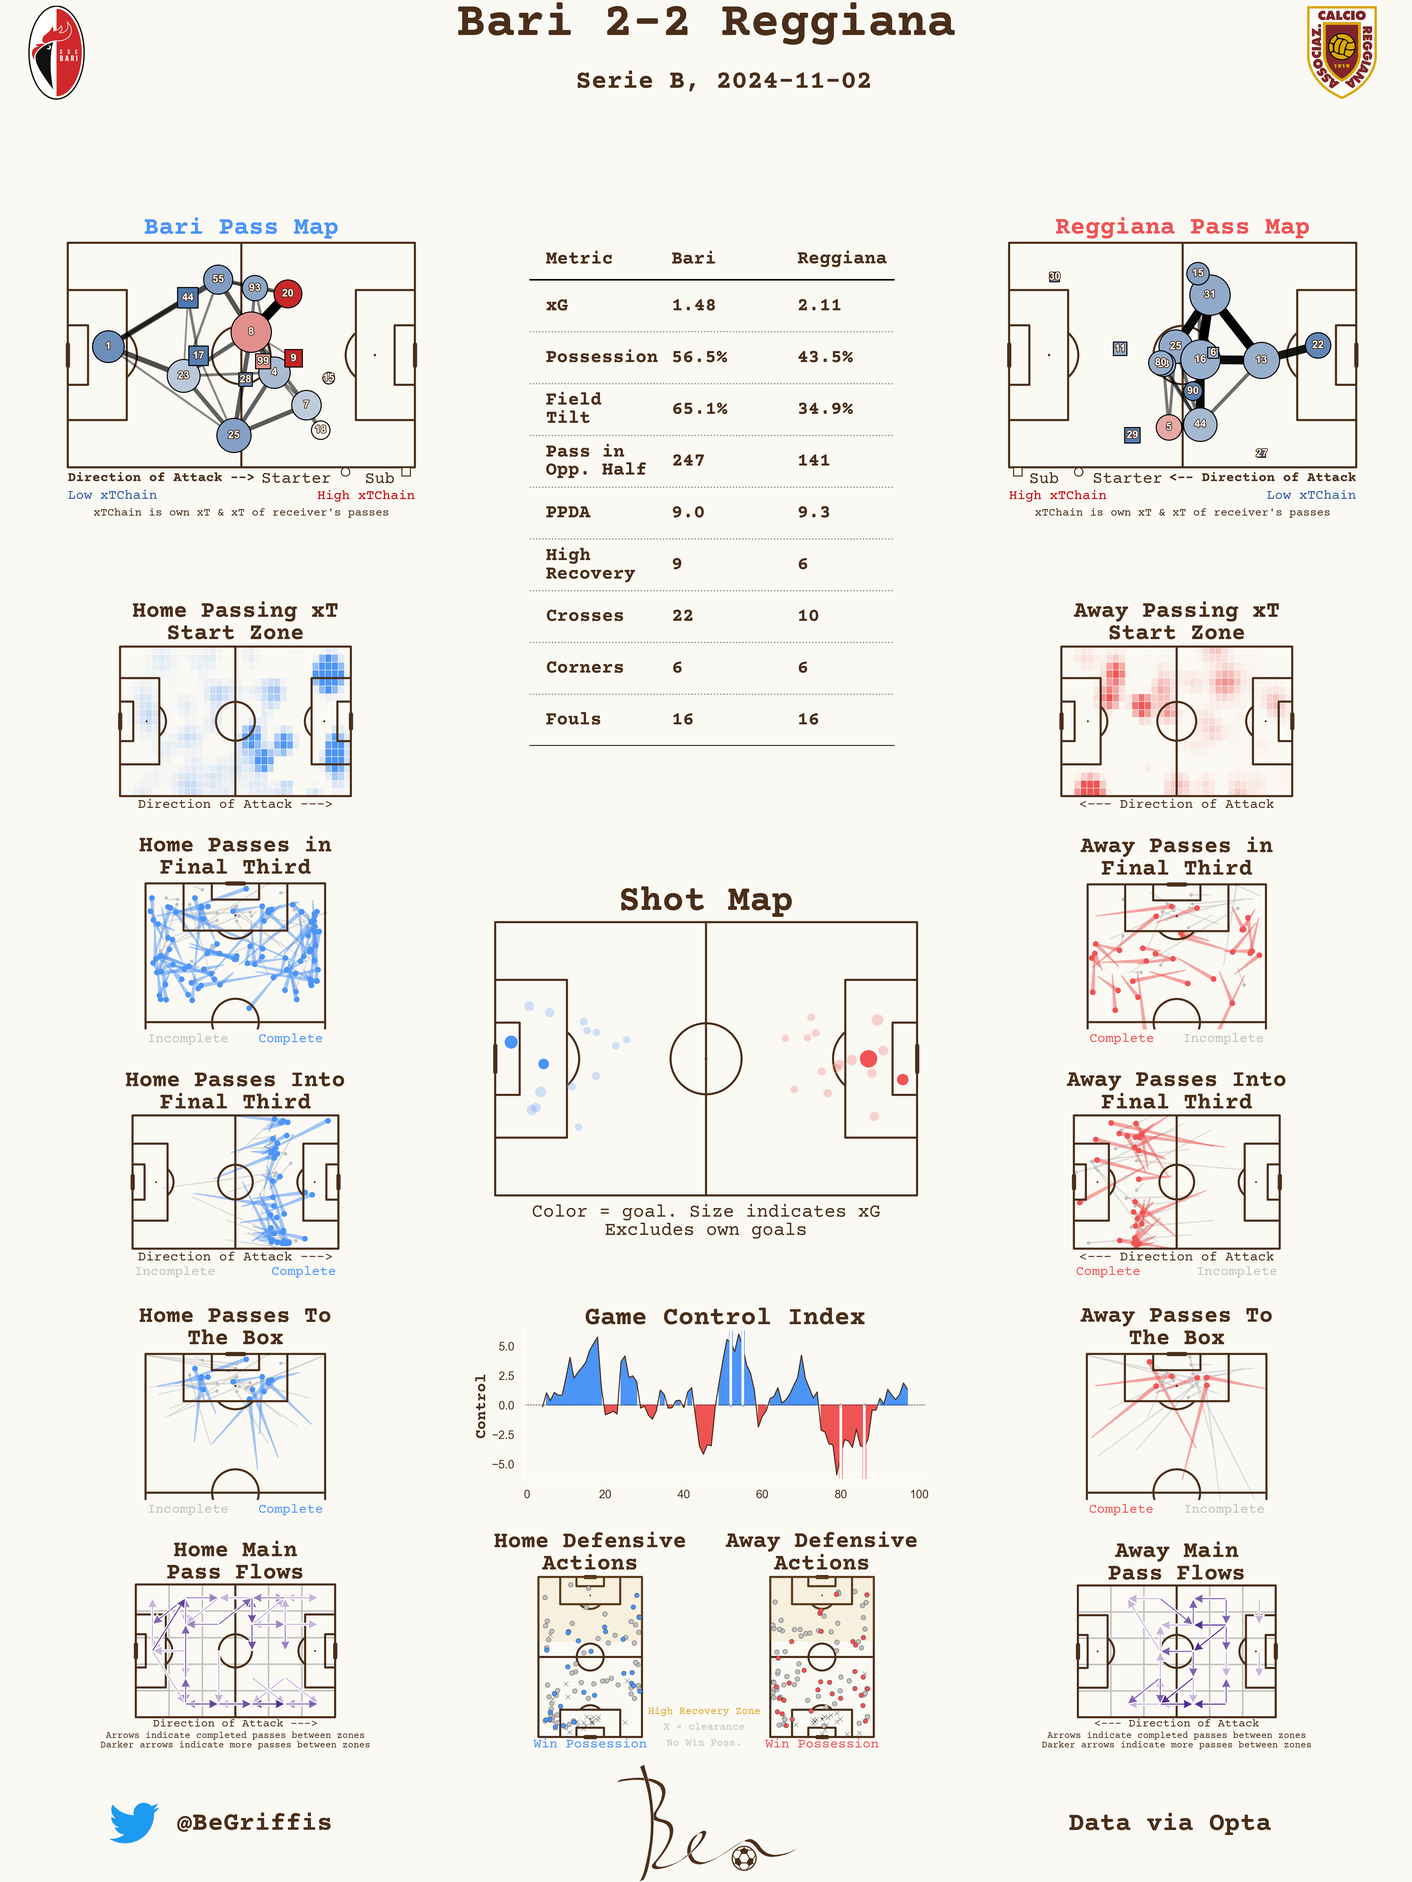 Bari 2-2 Reggiana
Serie B, 2024-11-02
SSC
BARI
ASSOCIAZ. CALCIO REGGIANA
1919
Bari Pass Map
55
93
20
44
8
1
17
99
9
23
28
4
15
7
18
25
Direction of Attack --> Starter Sub
Low xTChain High xTChain
xTChain is own xT & xT of receiver's passes
Metric Bari Reggiana
xG 1.48 2.11
Possession 56.5% 43.5%
Field
Tilt 65.1% 34.9%
Pass in
Opp. Half 247 141
PPDA 9.0 9.3
High
Recovery 9 6
Crosses 22 10
Corners 6 6
Fouls 16 16
Reggiana Pass Map
30
15
31
11
25
6
22
80
16
13
90
5
44
29
27
Sub Starter <-- Direction of Attack
High xTChain Low xTChain
xTChain is own xT & xT of receiver's passes
Home Passing xT
Start Zone
Direction of Attack --->
Away Passing xT
Start Zone
<--- Direction of Attack
Home Passes in
Final Third
Incomplete Complete
Away Passes in
Final Third
Complete Incomplete
Shot Map
Color = goal. Size indicates xG
Excludes own goals
Home Passes Into
Final Third
Direction of Attack --->
Incomplete Complete
Away Passes Into
Final Third
<--- Direction of Attack
Complete Incomplete
Home Passes To
The Box
Incomplete Complete
Game Control Index
Control
5.0
2.5
0.0
−2.5
−5.0
0 20 40 60 80 100
Away Passes To
The Box
Complete Incomplete
Home Main
Pass Flows
Direction of Attack --->
Arrows indicate completed passes between zones
Darker arrows indicate more passes between zones
Home Defensive
Actions
Win Possession
High Recovery Zone
X = clearance
No Win Poss.
Away Defensive
Actions
Win Possession
Away Main
Pass Flows
<--- Direction of Attack
Arrows indicate completed passes between zones
Darker arrows indicate more passes between zones
@BeGriffis
Ben
Data via Opta